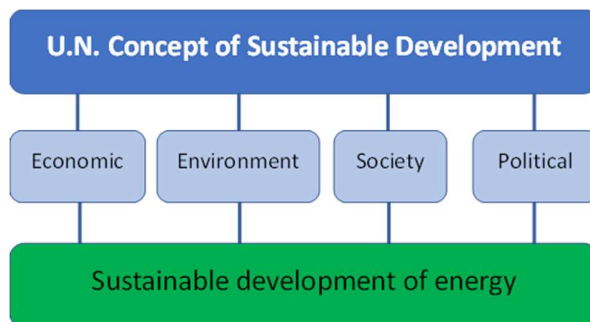 U.N. Concept of Sustainable Development
Economic
Environment
Society
Political
Sustainable development of energy